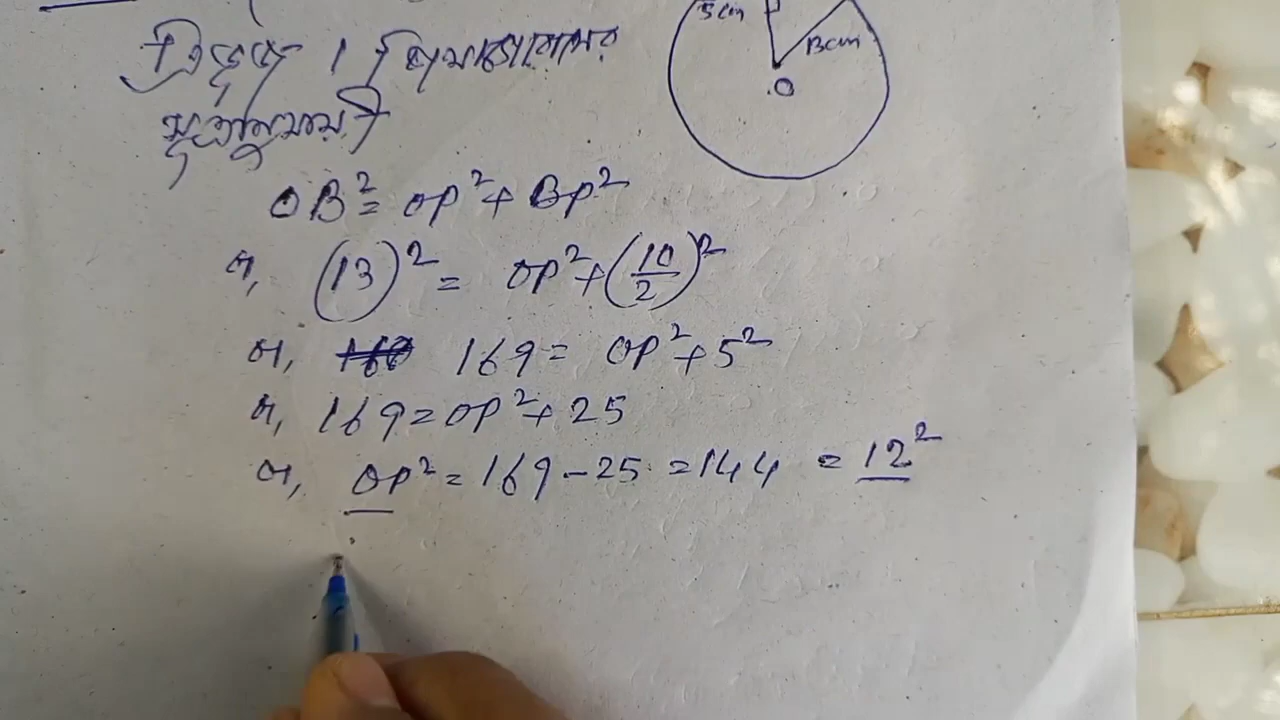 5cm
13cm
O
ত্রিভুজ । পিথাগোরাসের
সূত্রানুযায়ী
OB² = OP² + BP²
বা, (13)² = OP² + (10/2)²
বা, 169 = OP² + 5²
বা, 169 = OP² + 25
বা, OP² = 169 - 25 = 144 = 12²